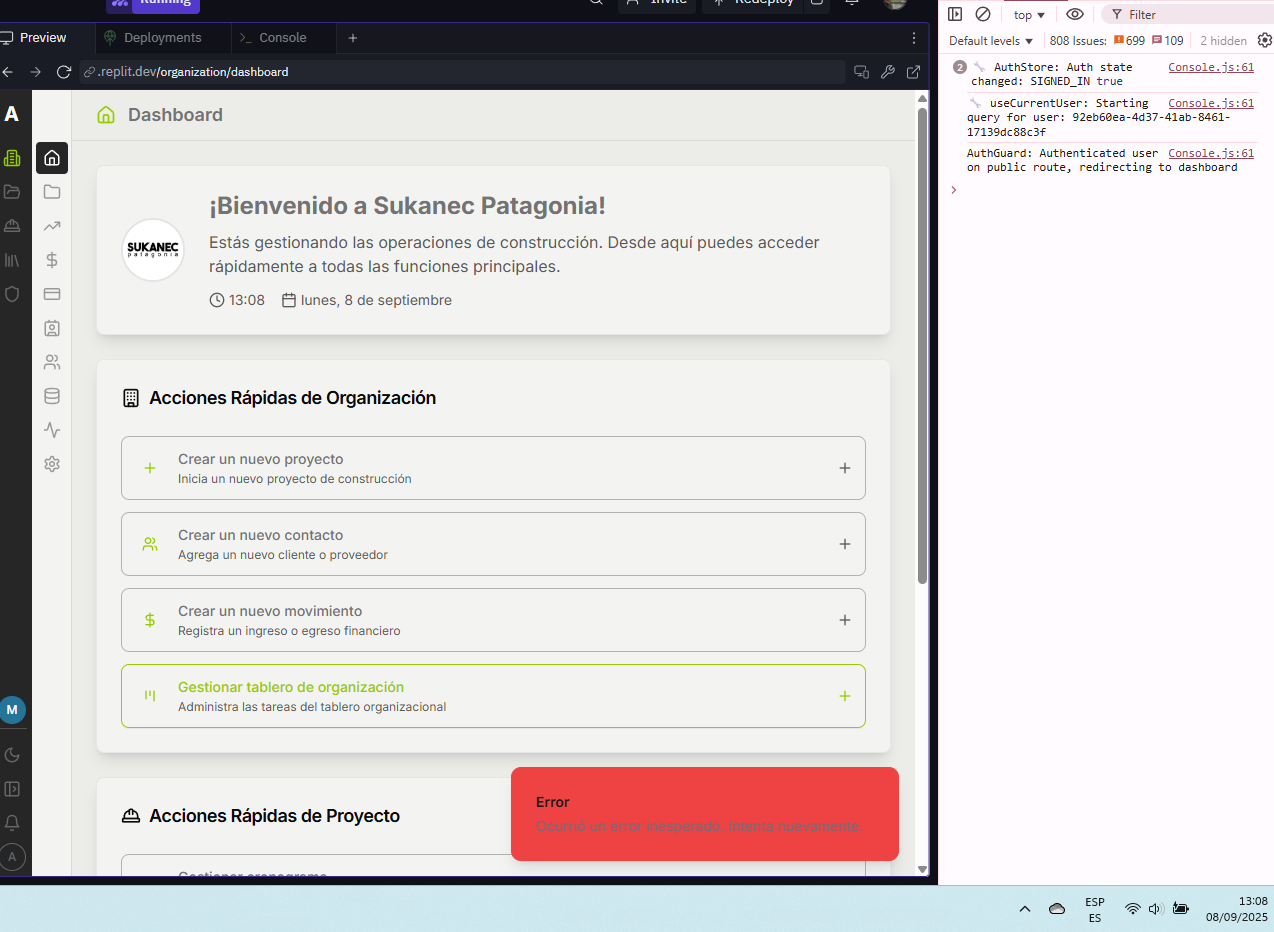 Running
Invite
Redeploy
Preview
Deployments
Console
.replit.dev/organization/dashboard
A
Dashboard
¡Bienvenido a Sukanec Patagonia!
SUKANEC
patagonia
Estás gestionando las operaciones de construcción. Desde aquí puedes acceder
rápidamente a todas las funciones principales.
13:08 lunes, 8 de septiembre
Acciones Rápidas de Organización
Crear un nuevo proyecto
Inicia un nuevo proyecto de construcción
Crear un nuevo contacto
Agrega un nuevo cliente o proveedor
Crear un nuevo movimiento
Registra un ingreso o egreso financiero
Gestionar tablero de organización
Administra las tareas del tablero organizacional
M
A
Acciones Rápidas de Proyecto
Gestionar cronograma
Error
Ocurrió un error inesperado. Intenta nuevamente.
top
Filter
Default levels
808 Issues: 699 109
2 hidden
2 AuthStore: Auth state Console.js:61
changed: SIGNED_IN true
useCurrentUser: Starting Console.js:61
query for user: 92eb60ea-4d37-41ab-8461-
17139dc88c3f
AuthGuard: Authenticated user Console.js:61
on public route, redirecting to dashboard
ESP
ES
13:08
08/09/2025